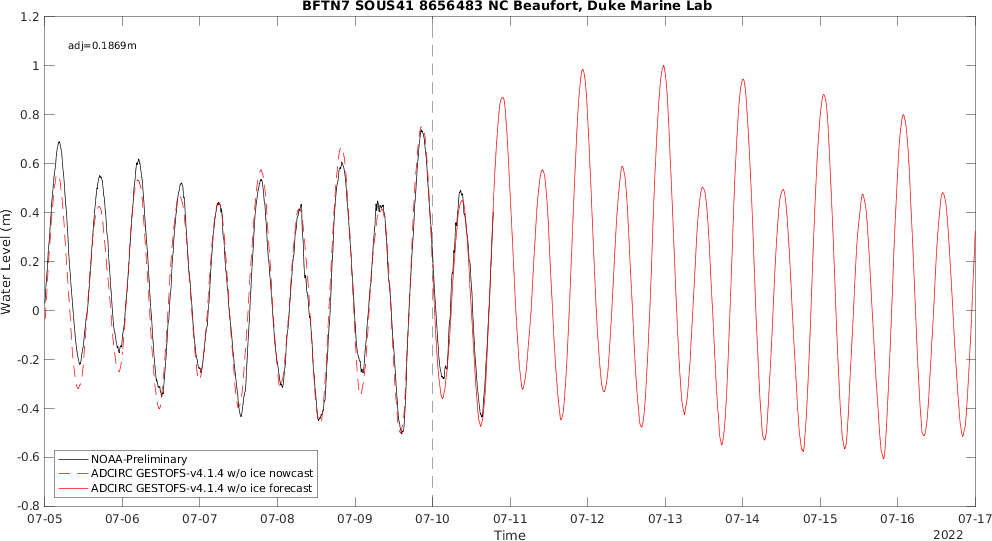 BFTN7 SOUS41 8656483 NC Beaufort, Duke Marine Lab
adj=0.1869m
Water Level (m)
1.2
1
0.8
0.6
0.4
0.2
0
-0.2
-0.4
-0.6
-0.8
NOAA-Preliminary
ADCIRC GESTOFS-v4.1.4 w/o ice nowcast
ADCIRC GESTOFS-v4.1.4 w/o ice forecast
07-05 07-06 07-07 07-08 07-09 07-10 07-11 07-12 07-13 07-14 07-15 07-16 07-17
Time
2022